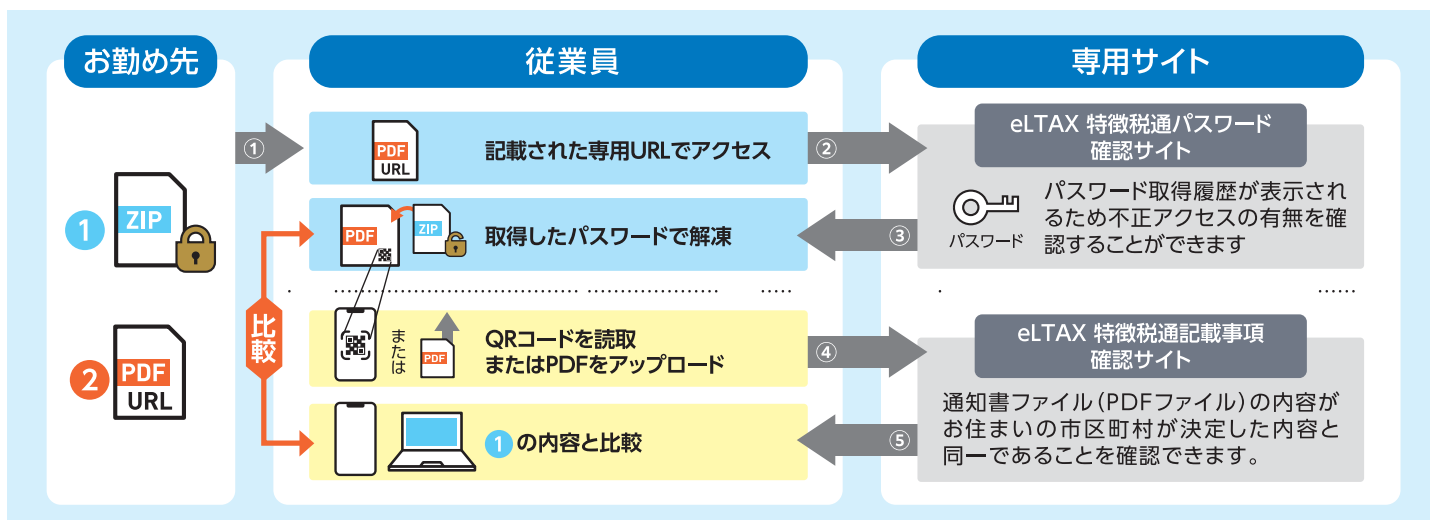 お勤め先
従業員
専用サイト
1
ZIP
2
PDF
URL
①
PDF
URL
記載された専用URLでアクセス
②
eLTAX 特徴税通パスワード
確認サイト
パスワード
パスワード取得履歴が表示され
るため不正アクセスの有無を確
認することができます
PDF
ZIP
取得したパスワードで解凍
③
比較
または
PDF
QRコードを読取
またはPDFをアップロード
④
eLTAX 特徴税通記載事項
確認サイト
通知書ファイル（PDFファイル）の内容が
お住まいの市区町村が決定した内容と
同一であることを確認できます。
1の内容と比較
⑤